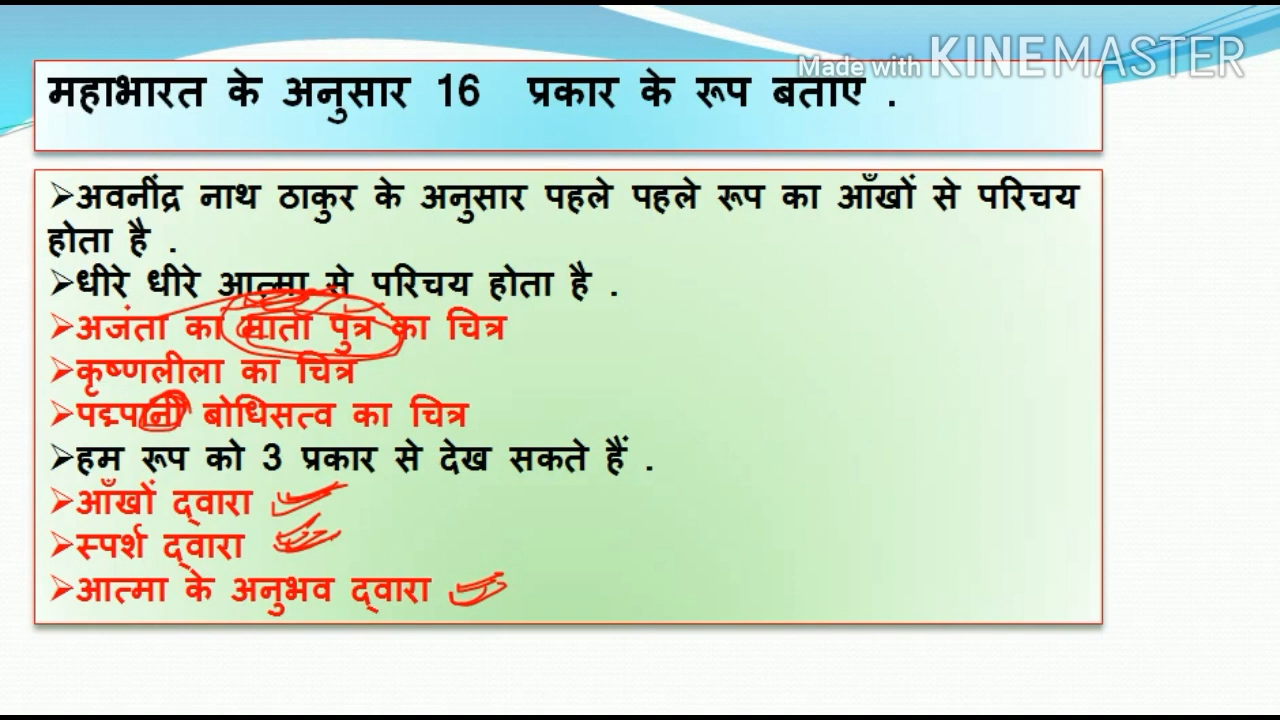 Made with KINEMASTER
महाभारत के अनुसार 16 प्रकार के रूप बताए .
➢अवनींद्र नाथ ठाकुर के अनुसार पहले पहले रूप का आँखों से परिचय
होता है .
➢धीरे धीरे आत्मा से परिचय होता है .
➢अजंता का माता पुत्र का चित्र
➢कृष्णलीला का चित्र
➢पद्मपानी बोधिसत्व का चित्र
➢हम रूप को 3 प्रकार से देख सकते हैं .
➢आँखों द्वारा
➢स्पर्श द्वारा
➢आत्मा के अनुभव द्वारा